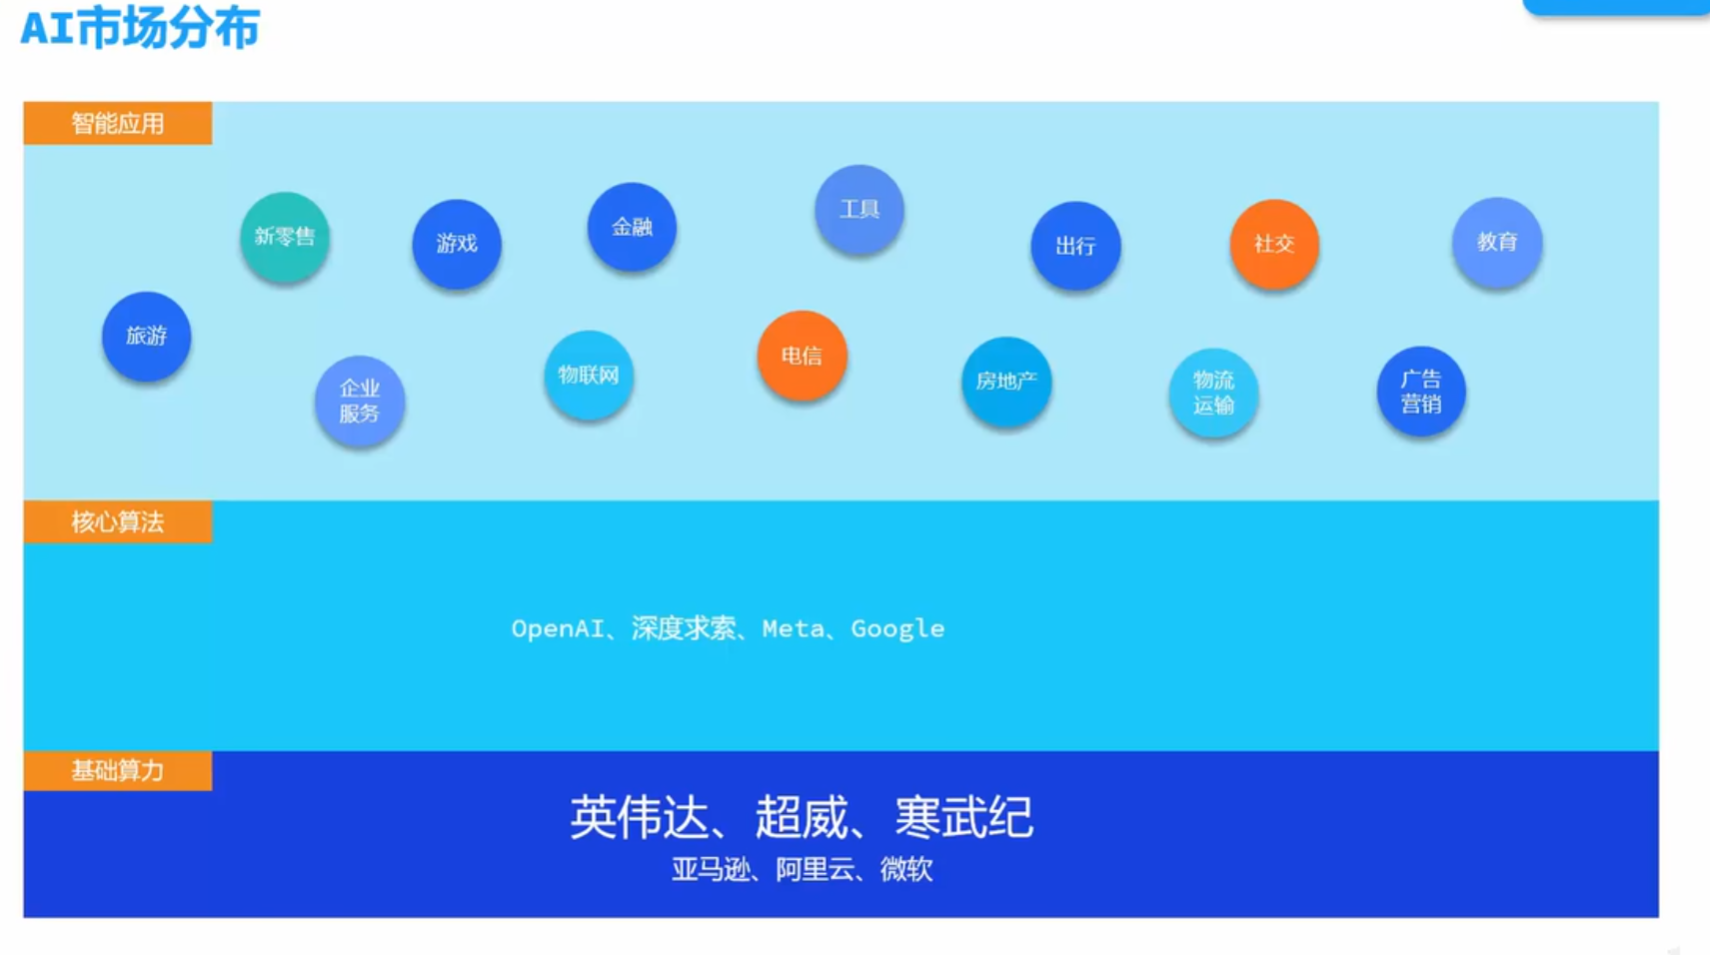 AI市场分布
智能应用
新零售
游戏
金融
工具
出行
社交
教育
旅游
企业
服务
物联网
电信
房地产
物流
运输
广告
营销
核心算法
OpenAI、深度求索、Meta、Google
基础算力
英伟达、超威、寒武纪
亚马逊、阿里云、微软